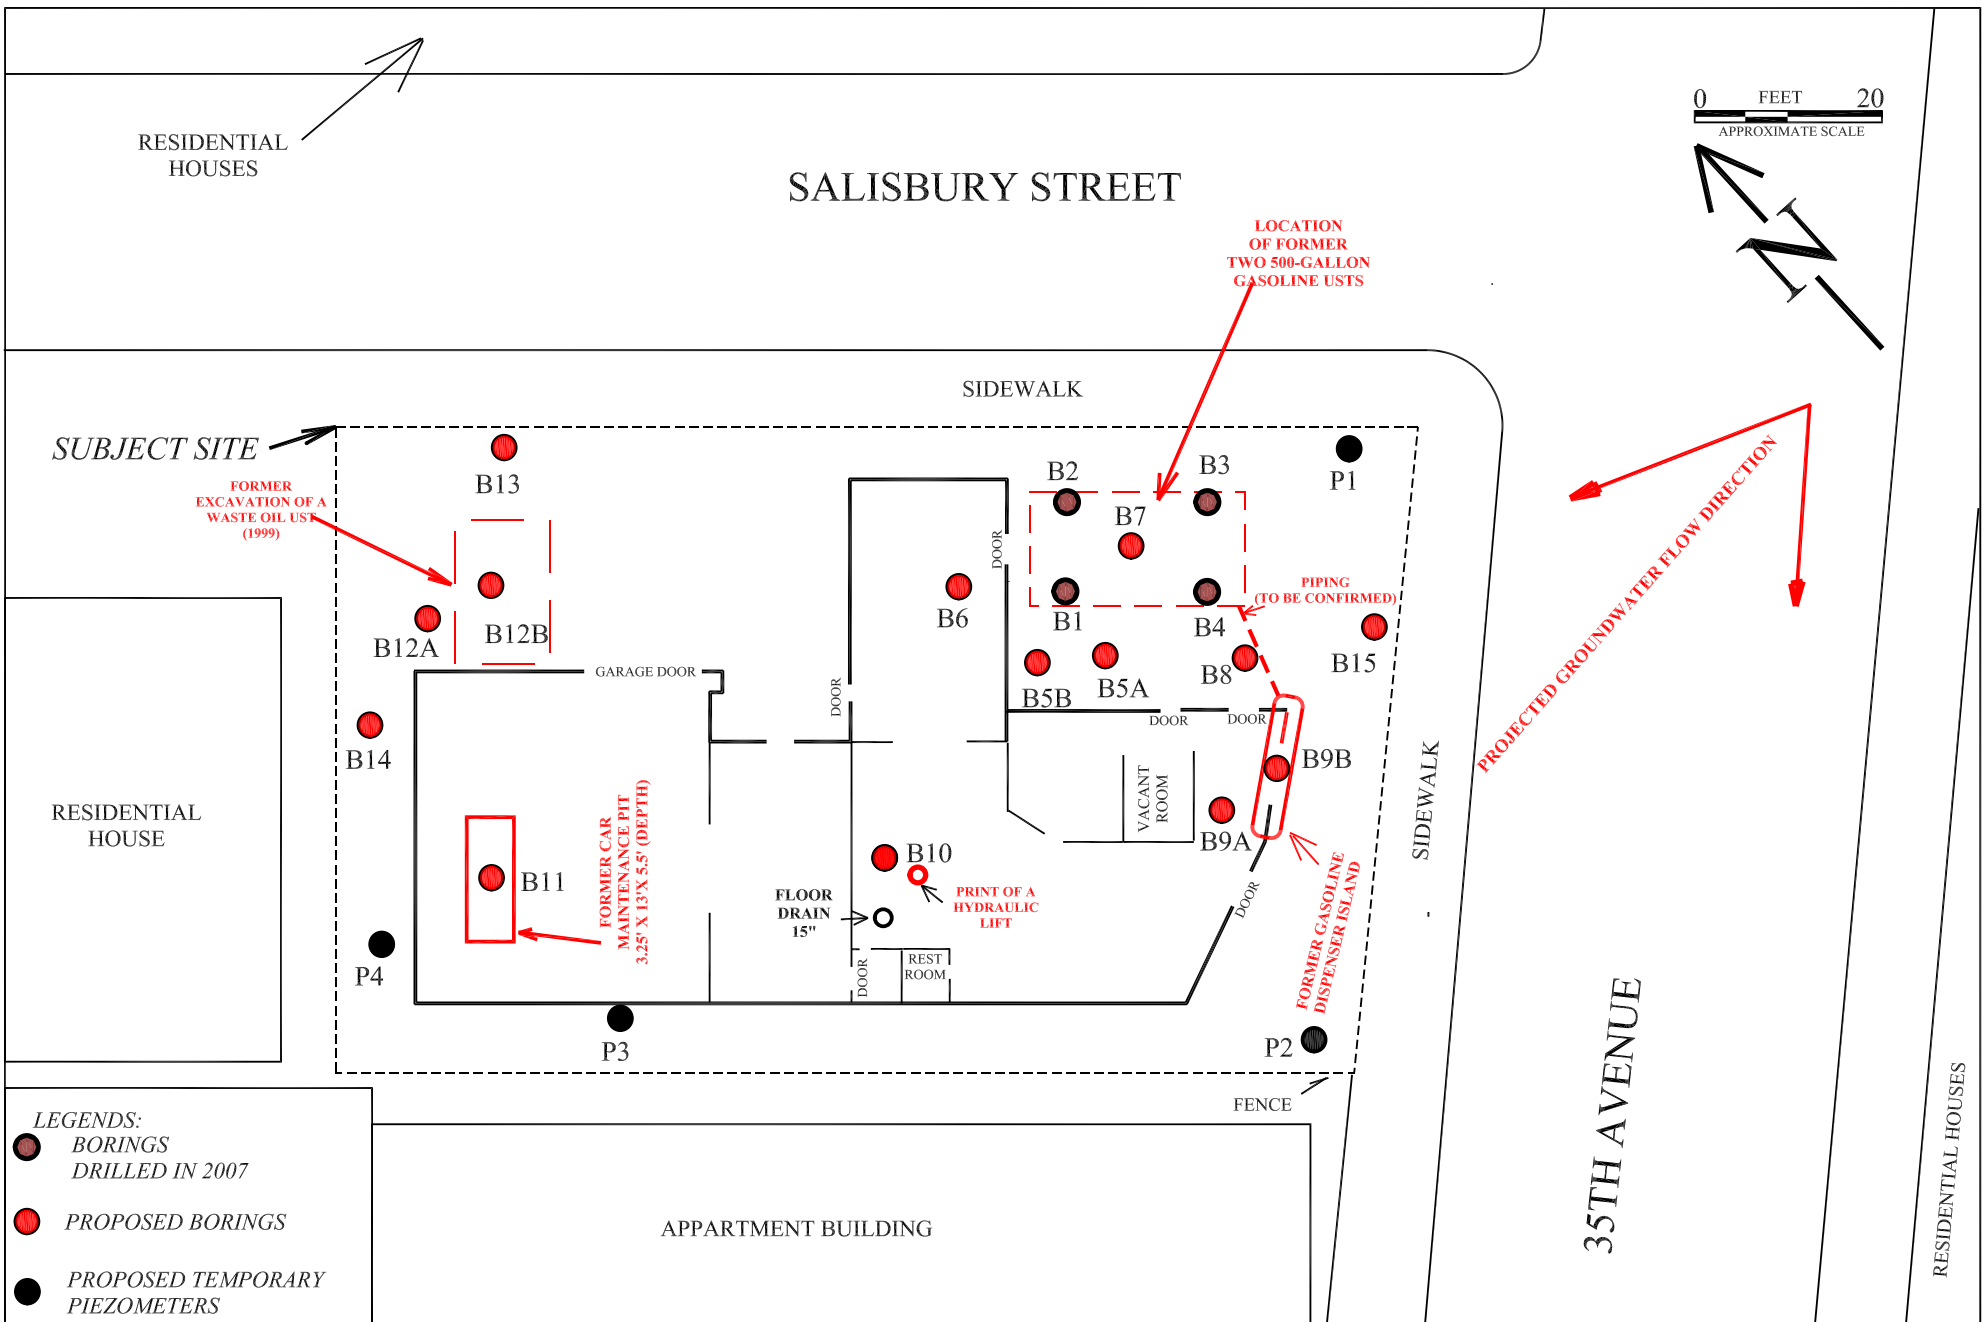 RESIDENTIAL
HOUSES
0 FEET 20
APPROXIMATE SCALE
SALISBURY STREET
N
LOCATION
OF FORMER
TWO 500-GALLON
GASOLINE USTS
SIDEWALK
SUBJECT SITE
FORMER
EXCAVATION OF A
WASTE OIL UST
(1999)
B13
B2
B3
P1
B7
DOOR
PROJECTED GROUNDWATER FLOW DIRECTION
PIPING
(TO BE CONFIRMED)
B6
B1
B4
B12A
B12B
B15
GARAGE DOOR
DOOR
B5B
B5A
B8
DOOR
DOOR
B14
B9B
SIDEWALK
VACANT
ROOM
RESIDENTIAL
HOUSE
B9A
FORMER CAR
MAINTENANCE PIT
3.25' X 13'X 5.5' (DEPTH)
B10
B11
FLOOR
DRAIN
15"
PRINT OF A
HYDRAULIC
LIFT
DOOR
FORMER GASOLINE
DISPENSER ISLAND
REST
ROOM
DOOR
P4
P3
P2
FENCE
35TH AVENUE
RESIDENTIAL HOUSES
LEGENDS:
BORINGS
DRILLED IN 2007
PROPOSED BORINGS
PROPOSED TEMPORARY
PIEZOMETERS
APPARTMENT BUILDING